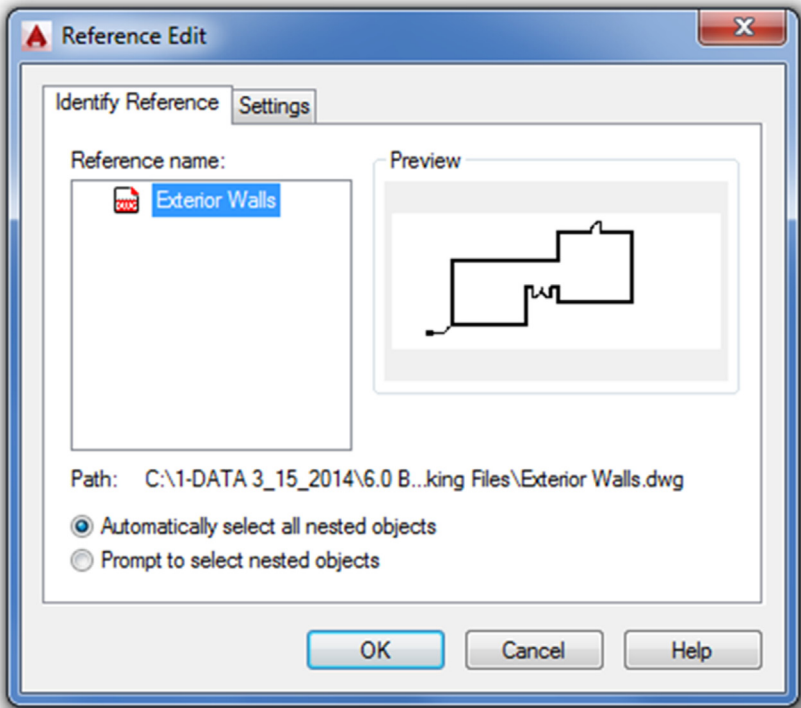 Reference Edit
Identify Reference
Settings
Reference name:
Exterior Walls
Preview
Path: C:\1-DATA 3_15_2014\6.0 B...king Files\Exterior Walls.dwg
Automatically select all nested objects
Prompt to select nested objects
OK
Cancel
Help